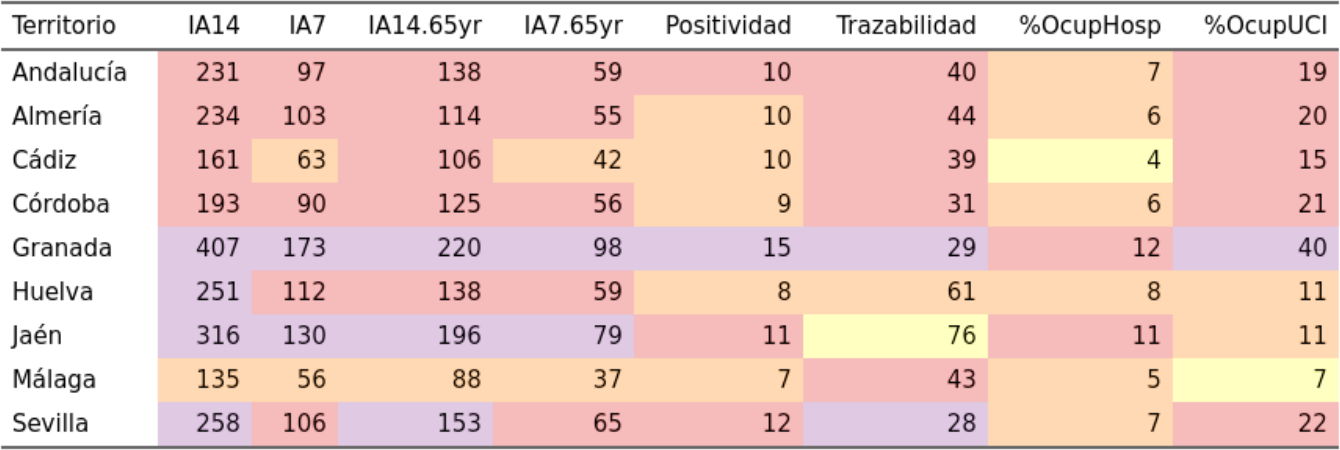 Territorio IA14 IA7 IA14.65yr IA7.65yr Positividad Trazabilidad %OcupHosp %OcupUCI
Andalucía 231 97 138 59 10 40 7 19
Almería 234 103 114 55 10 44 6 20
Cádiz 161 63 106 42 10 39 4 15
Córdoba 193 90 125 56 9 31 6 21
Granada 407 173 220 98 15 29 12 40
Huelva 251 112 138 59 8 61 8 11
Jaén 316 130 196 79 11 76 11 11
Málaga 135 56 88 37 7 43 5 7
Sevilla 258 106 153 65 12 28 7 22